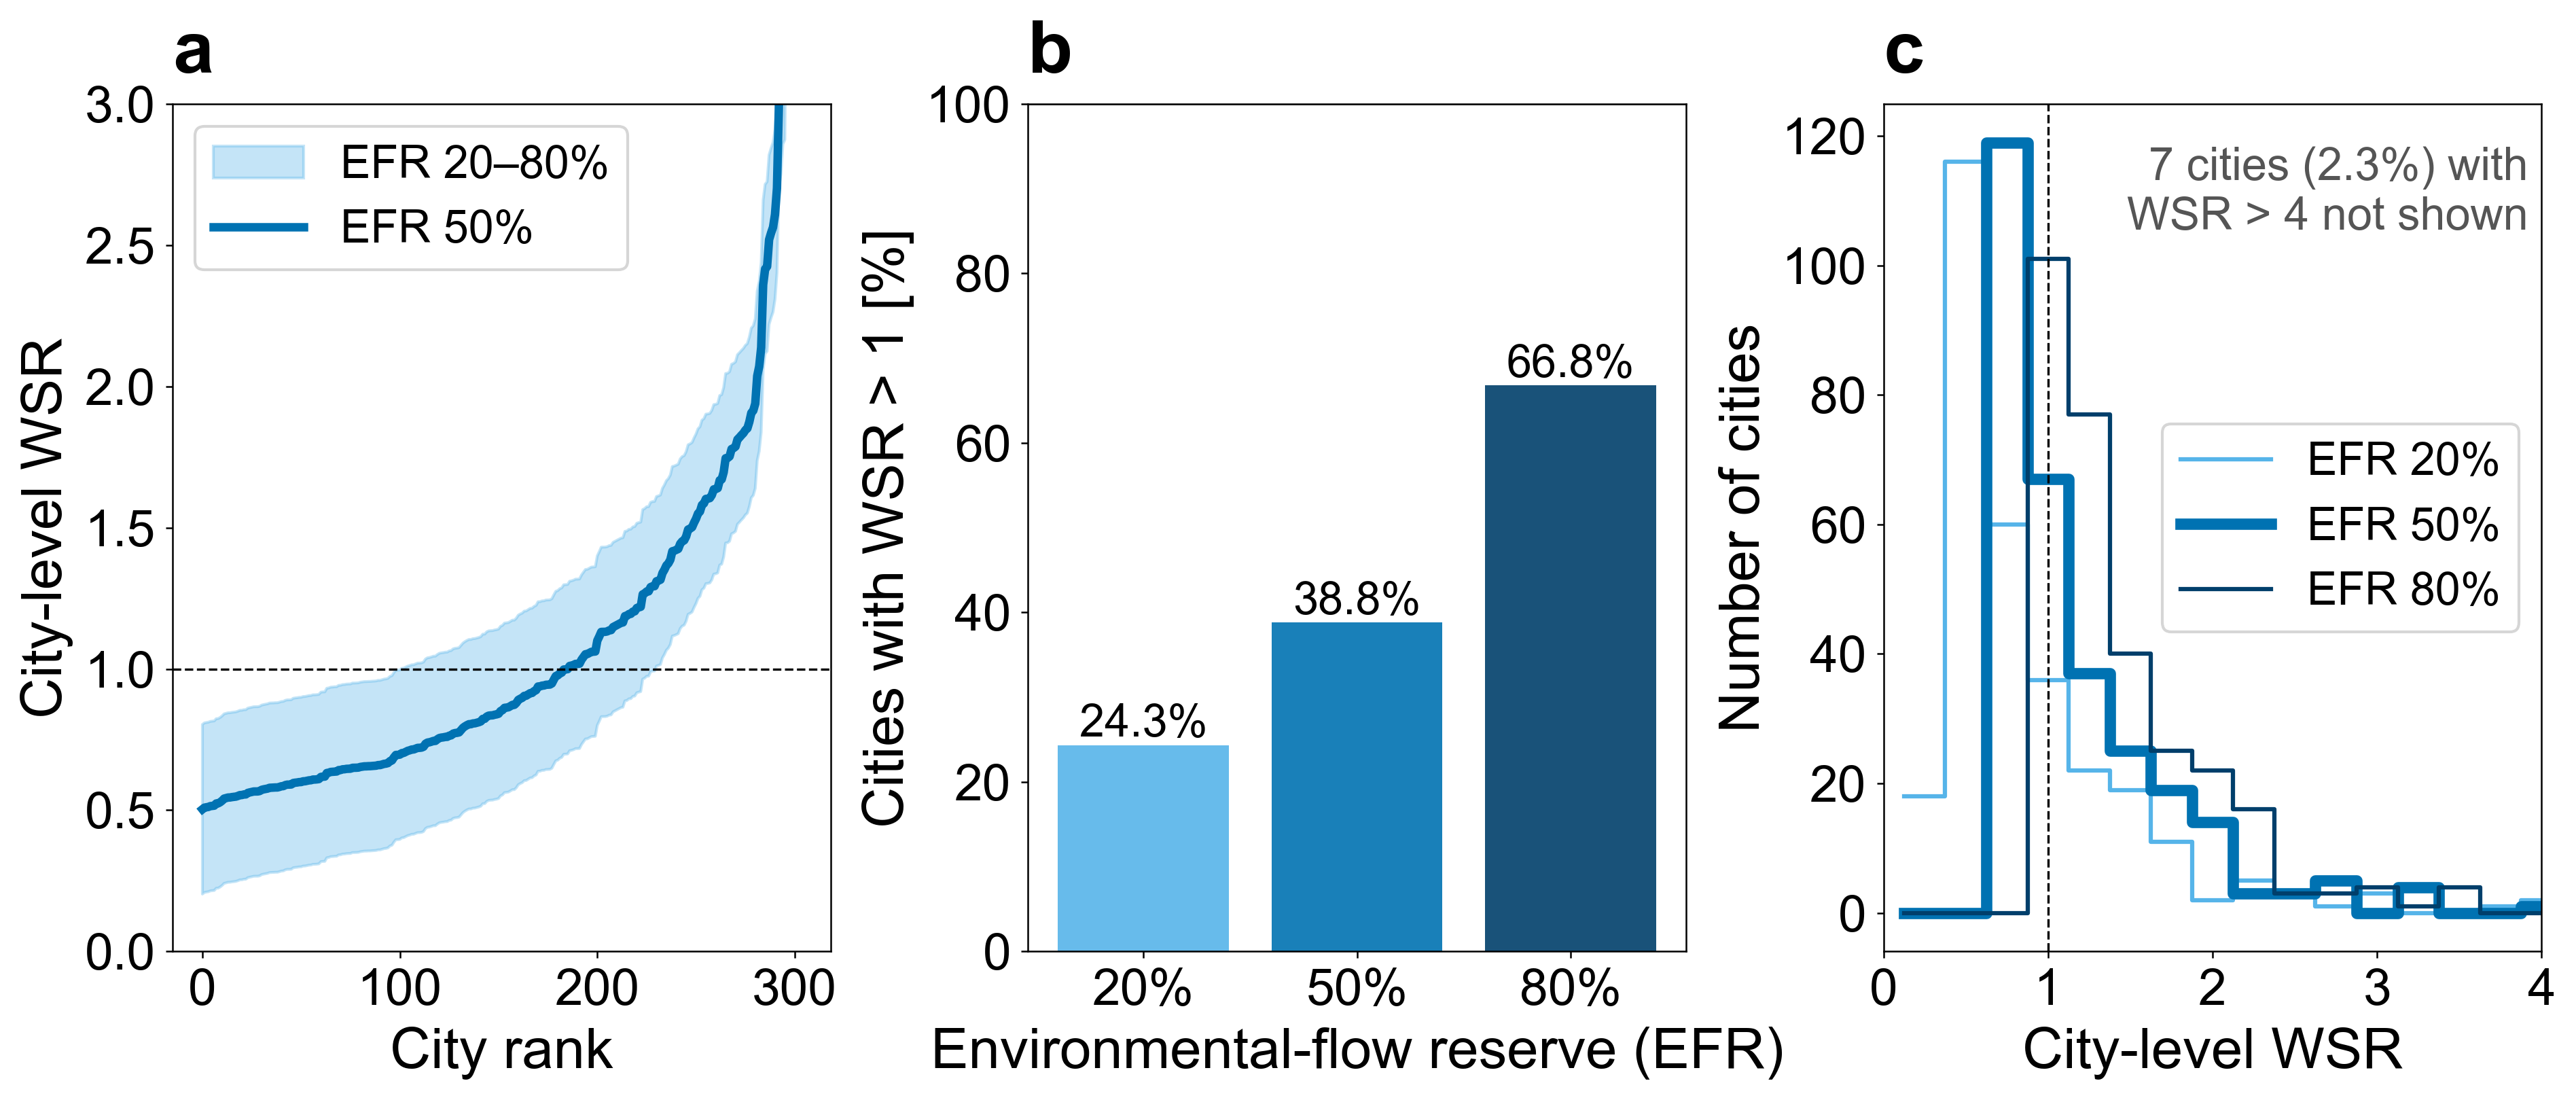 a
3.0
2.5
2.0
1.5
1.0
0.5
0.0
City-level WSR
EFR 20–80%
EFR 50%
0 100 200 300
City rank
b
100
80
60
40
20
0
Cities with WSR > 1 [%]
24.3%
38.8%
66.8%
20% 50% 80%
Environmental-flow reserve (EFR)
c
120
100
80
60
40
20
0
Number of cities
7 cities (2.3%) with
WSR > 4 not shown
EFR 20%
EFR 50%
EFR 80%
0 1 2 3 4
City-level WSR